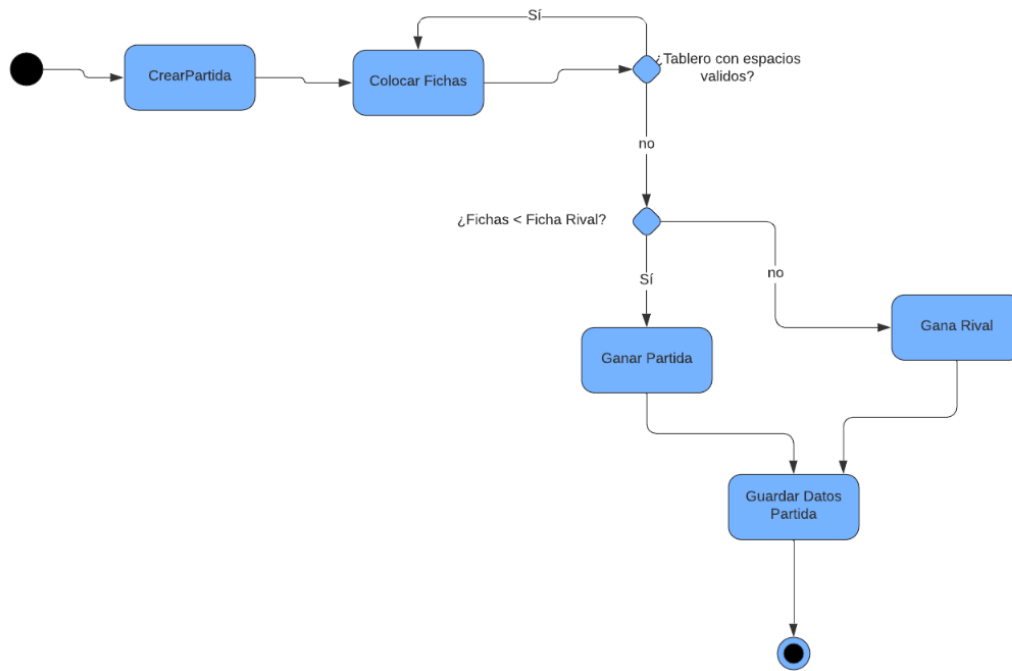 Sí
CrearPartida
Colocar Fichas
¿Tablero con espacios
validos?
no
¿Fichas < Ficha Rival?
Sí
no
Gana Rival
Ganar Partida
Guardar Datos
Partida